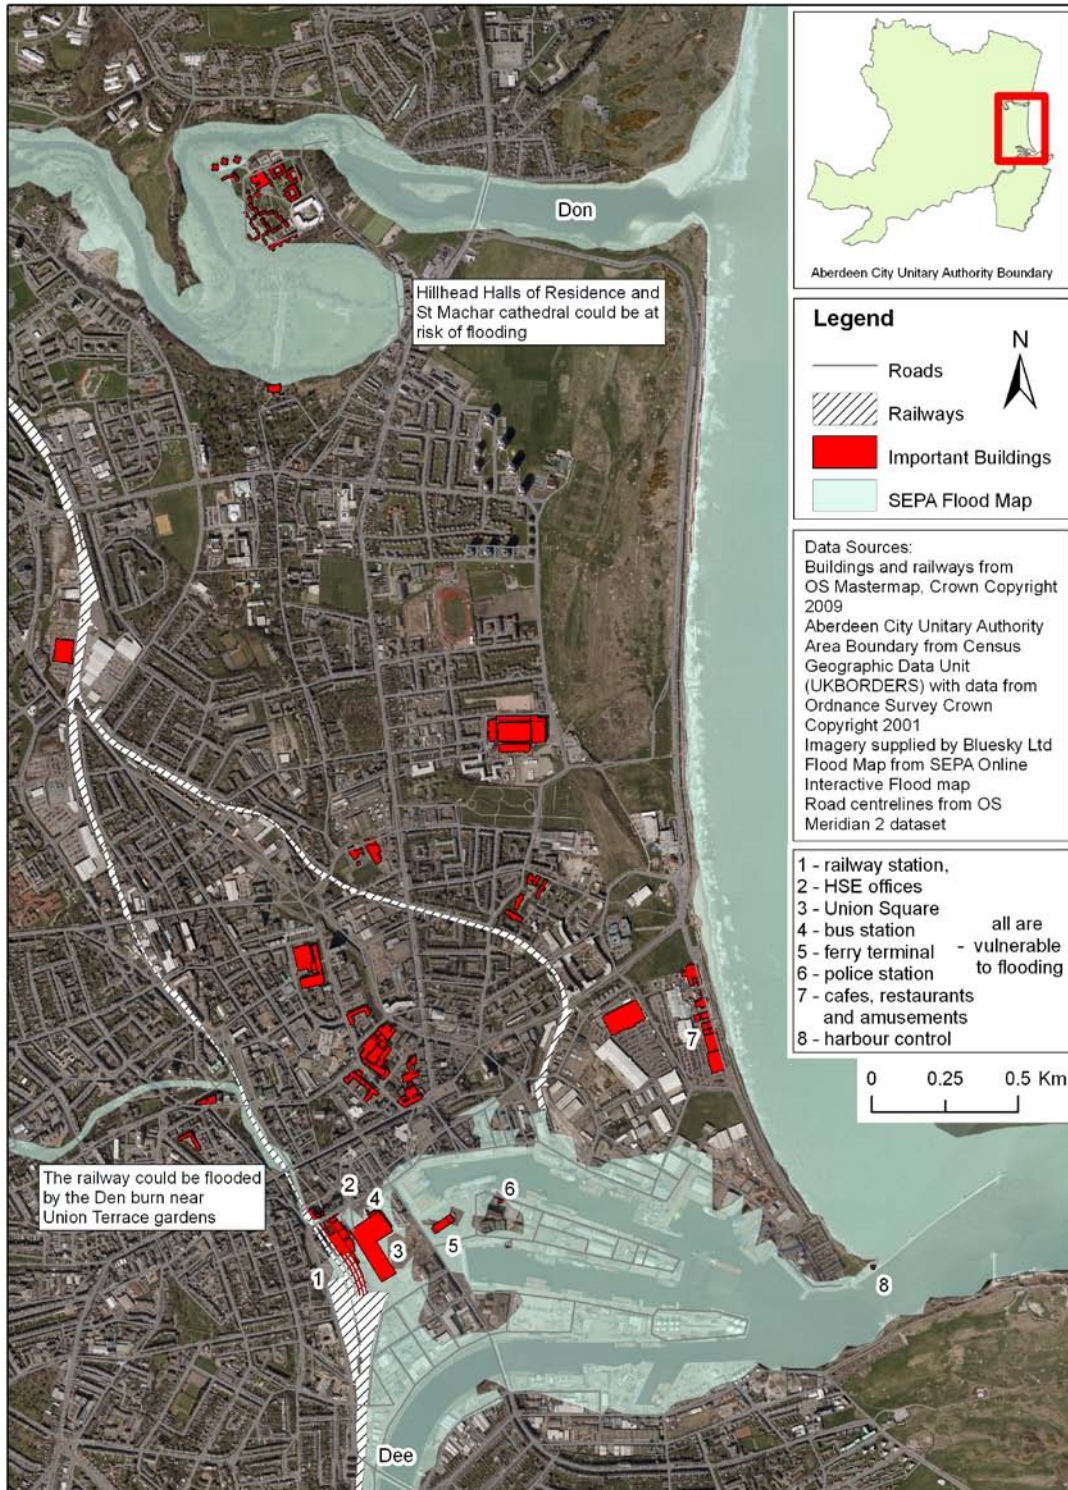 Don
Hillhead Halls of Residence and
St Machar cathedral could be at
risk of flooding
The railway could be flooded
by the Den burn near
Union Terrace gardens
2
4
6
5
3
1
7
8
Dee
Aberdeen City Unitary Authority Boundary
Legend
N
Roads
Railways
Important Buildings
SEPA Flood Map
Data Sources:
Buildings and railways from
OS Mastermap, Crown Copyright
2009
Aberdeen City Unitary Authority
Area Boundary from Census
Geographic Data Unit
(UKBORDERS) with data from
Ordnance Survey Crown
Copyright 2001
Imagery supplied by Bluesky Ltd
Flood Map from SEPA Online
Interactive Flood map
Road centrelines from OS
Meridian 2 dataset
1 - railway station,
2 - HSE offices
3 - Union Square
4 - bus station
5 - ferry terminal
6 - police station
7 - cafes, restaurants
and amusements
8 - harbour control
all are
- vulnerable
to flooding
0 0.25 0.5 Km